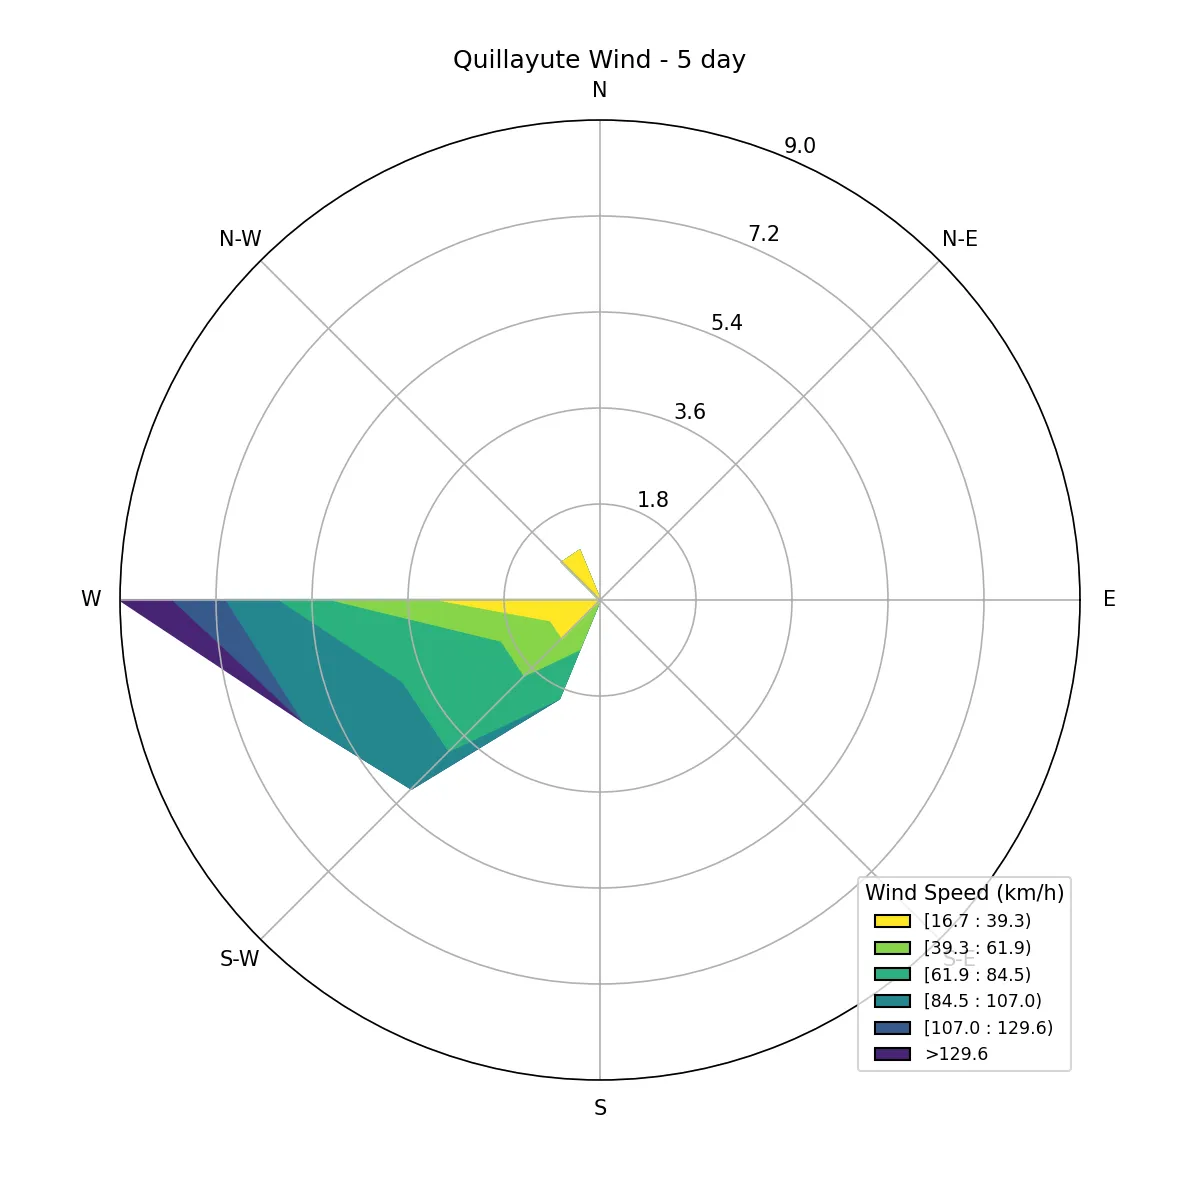 Quillayute Wind - 5 day
N
9.0
N-W
N-E
7.2
5.4
3.6
1.8
W
E
S-W
S-E
S
Wind Speed (km/h)
[16.7 : 39.3)
[39.3 : 61.9)
[61.9 : 84.5)
[84.5 : 107.0)
[107.0 : 129.6)
>129.6